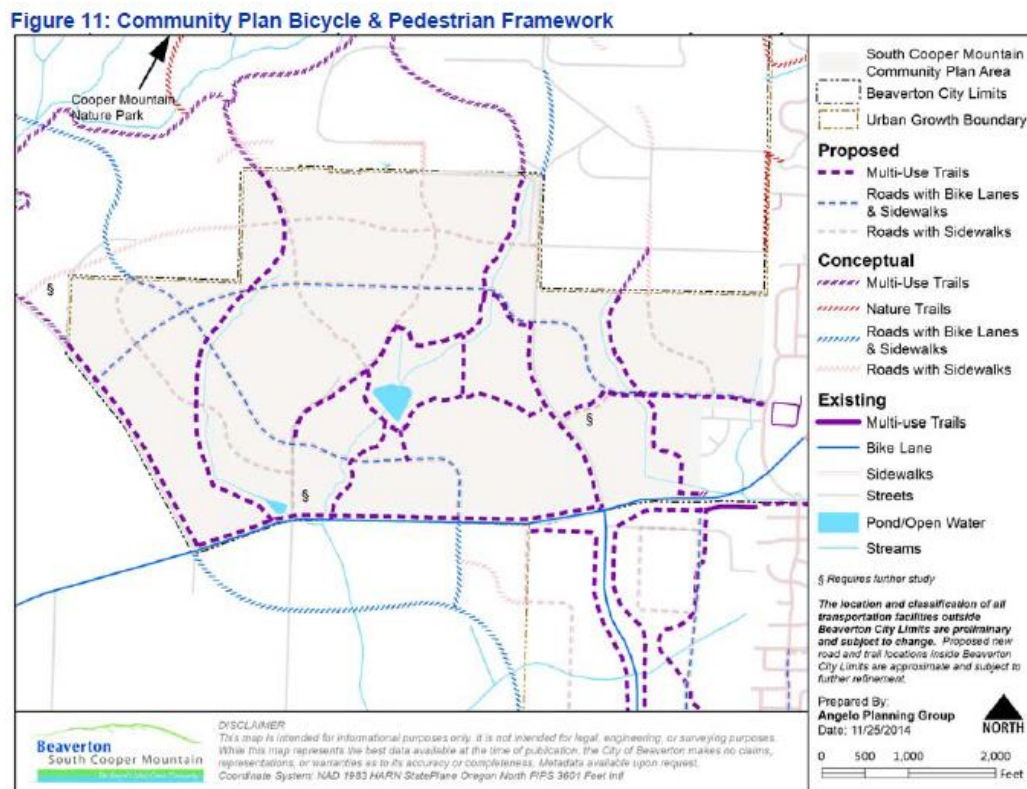 Figure 11: Community Plan Bicycle & Pedestrian Framework
Cooper Mountain
Nature Park
§
§
§
South Cooper Mountain
Community Plan Area
Beaverton City Limits
Urban Growth Boundary
Proposed
Multi-Use Trails
Roads with Bike Lanes
& Sidewalks
Roads with Sidewalks
Conceptual
Multi-Use Trails
Nature Trails
Roads with Bike Lanes
& Sidewalks
Roads with Sidewalks
Existing
Multi-use Trails
Bike Lane
Sidewalks
Streets
Pond/Open Water
Streams
§ Requires further study
The location and classification of all
transportation facilities outside
Beaverton City Limits are preliminary
and subject to change. Proposed new
road and trail locations inside Beaverton
City Limits are approximate and subject to
further refinement.
Prepared By:
Angelo Planning Group
Date: 11/25/2014
NORTH
0 500 1,000 2,000
Feet
Beaverton
South Cooper Mountain
DISCLAIMER
This map is intended for informational purposes only. It is not intended for legal, engineering, or surveying purposes.
While this map represents the best data available at the time of publication, the City of Beaverton makes no claims,
representations, or warranties as to its accuracy or completeness. Metadata available upon request.
Coordinate System: NAD 1983 HARN StatePlane Oregon North FIPS 3601 Feet Intl